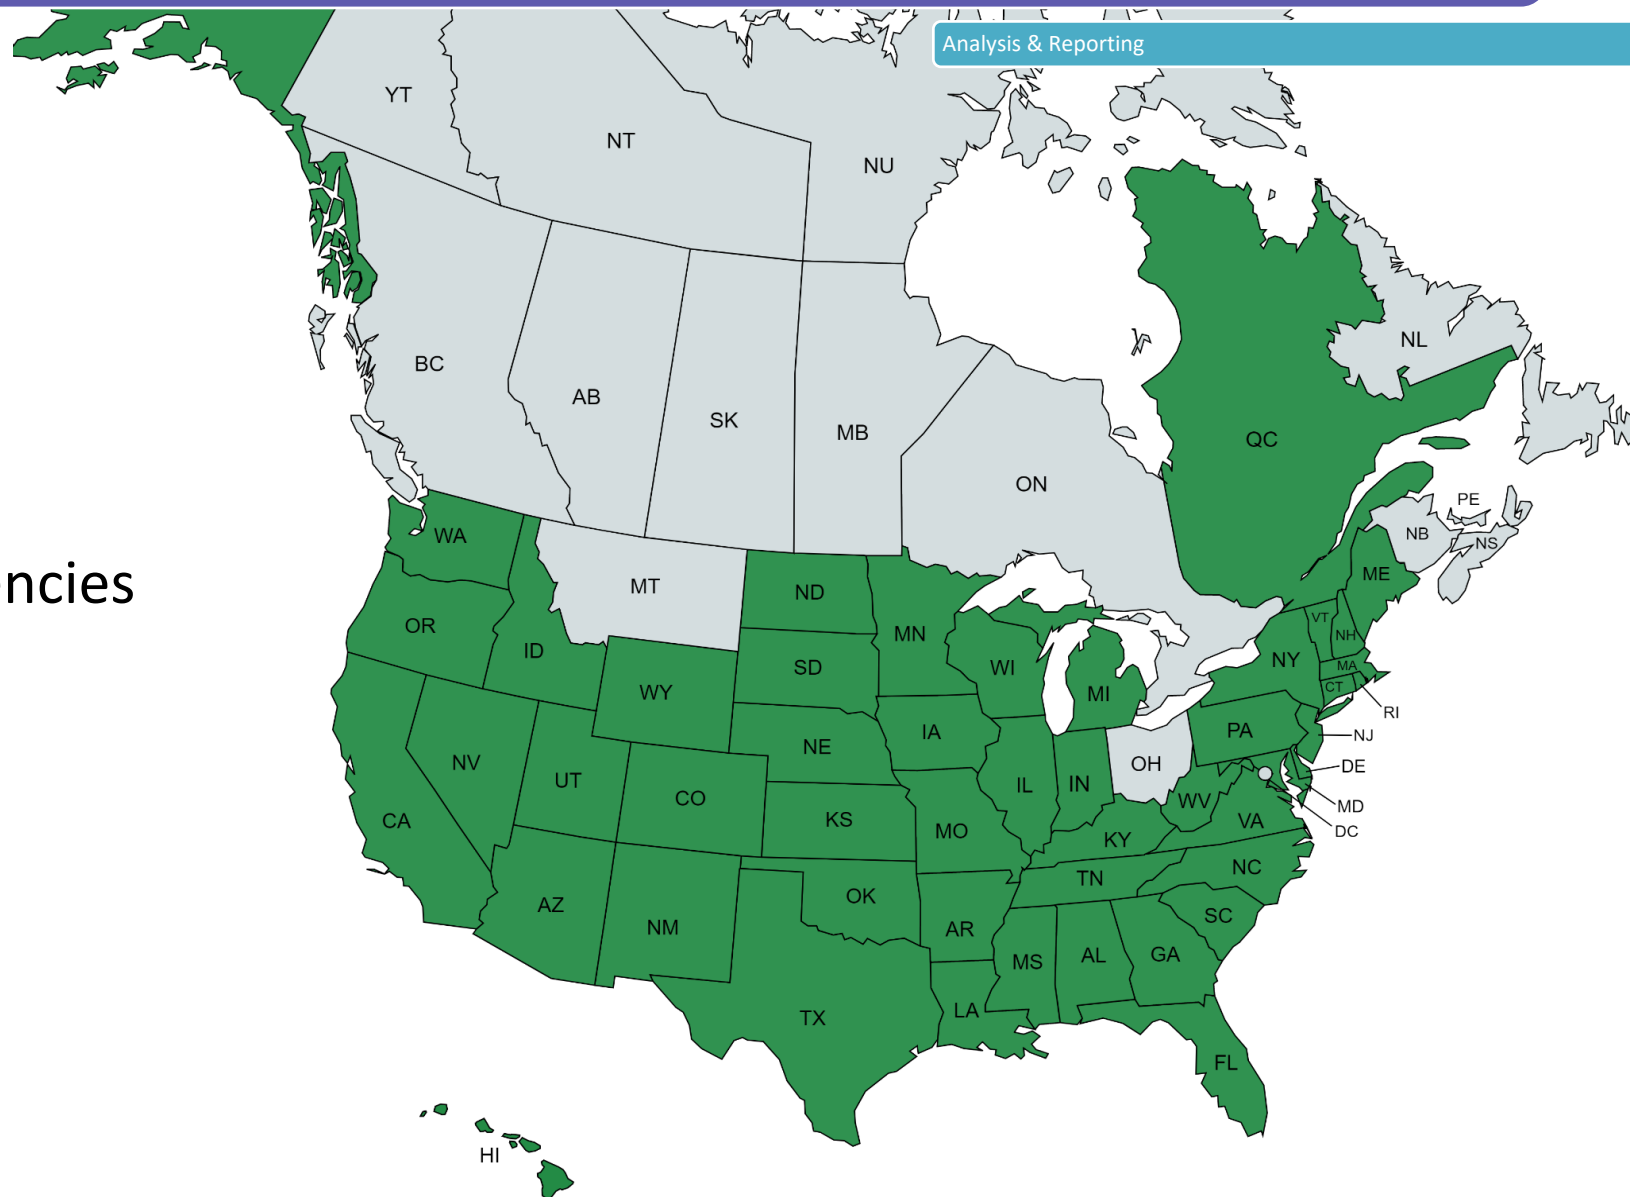 Analysis & Reporting
ncies
YT
NT
NU
BC
AB
SK
MB
ON
QC
NL
PE
NB
NS
WA
OR
ID
MT
ND
MN
SD
WY
WI
MI
ME
VT
NH
NY
MA
CT
RI
NJ
PA
DE
MD
DC
CA
NV
UT
CO
NE
IA
KS
MO
IL
IN
OH
WV
VA
KY
NC
TN
SC
AZ
NM
OK
AR
TX
LA
MS
AL
GA
FL
HI